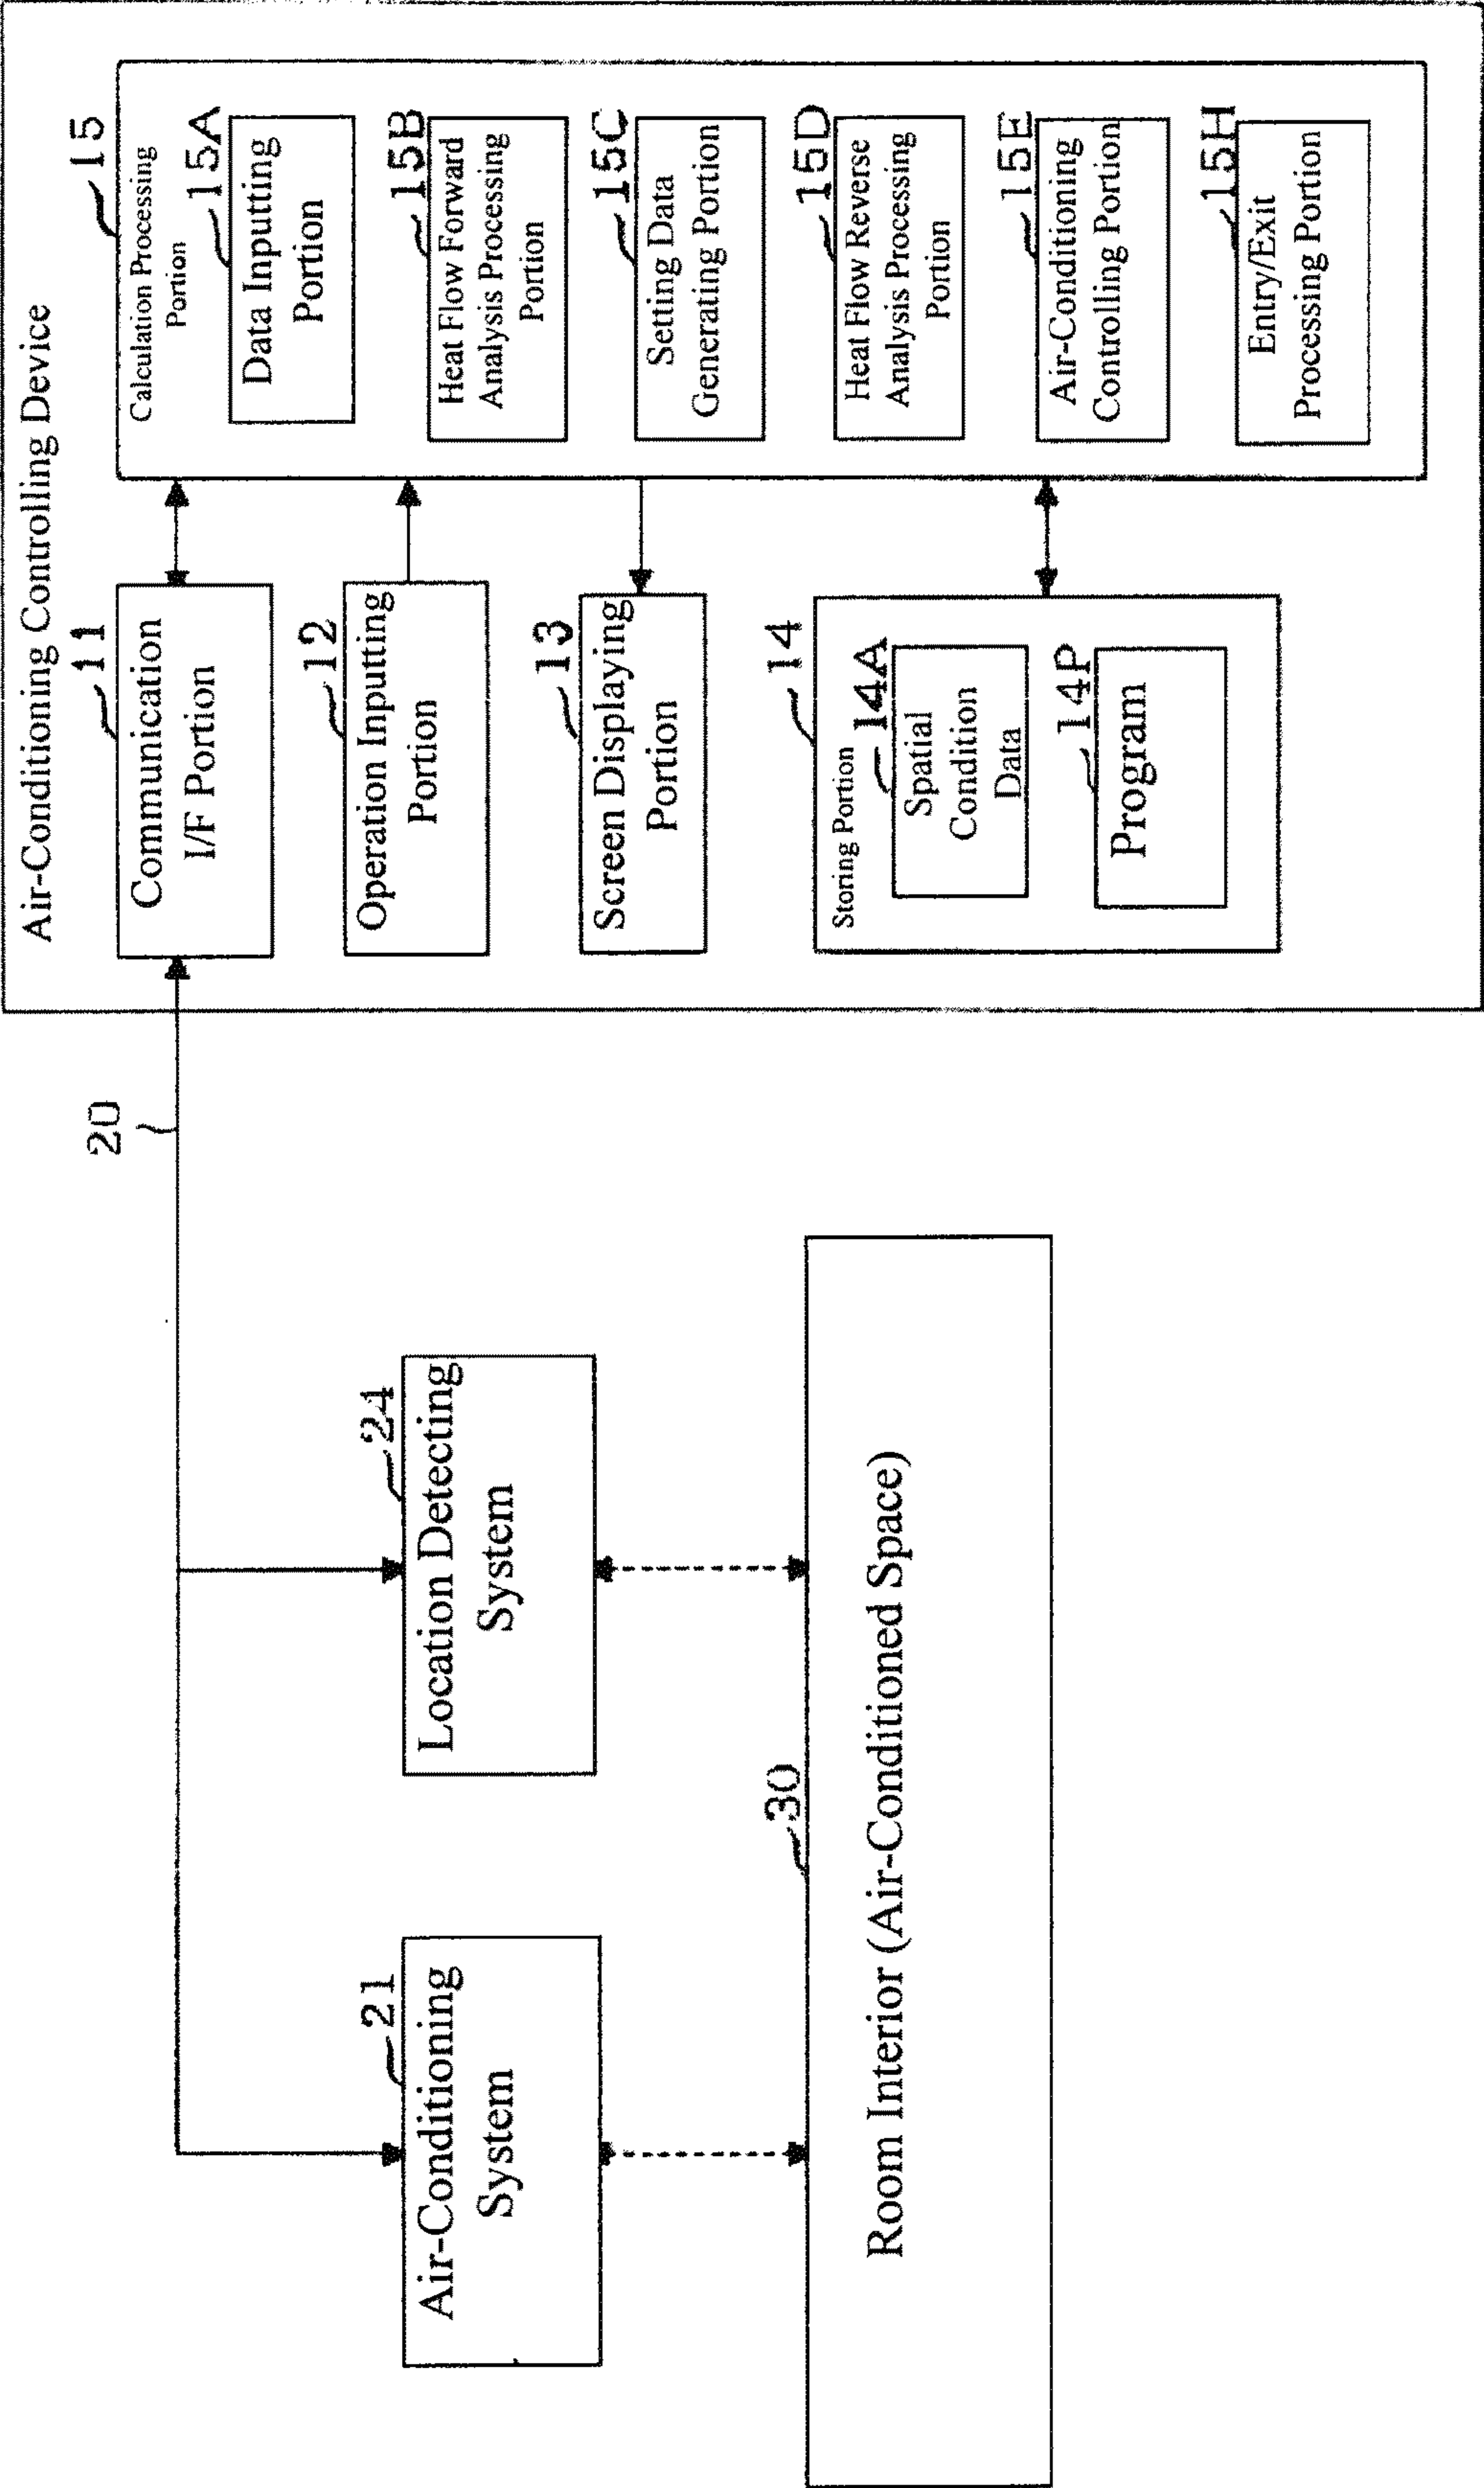 Air-Conditioning Controlling Device
11
Communication
I/F Portion
12
Operation Inputting
Portion
13
Screen Displaying
Portion
14
Storing Portion
14A
Spatial
Condition
Data
14P
Program
15
Calculation Processing
Portion
15A
Data Inputting
Portion
15B
Heat Flow Forward
Analysis Processing
Portion
15C
Setting Data
Generating Portion
15D
Heat Flow Reverse
Analysis Processing
Portion
15E
Air-Conditioning
Controlling Portion
15H
Entry/Exit
Processing Portion
20
21
Air-Conditioning
System
24
Location Detecting
System
30
Room Interior (Air-Conditioned Space)